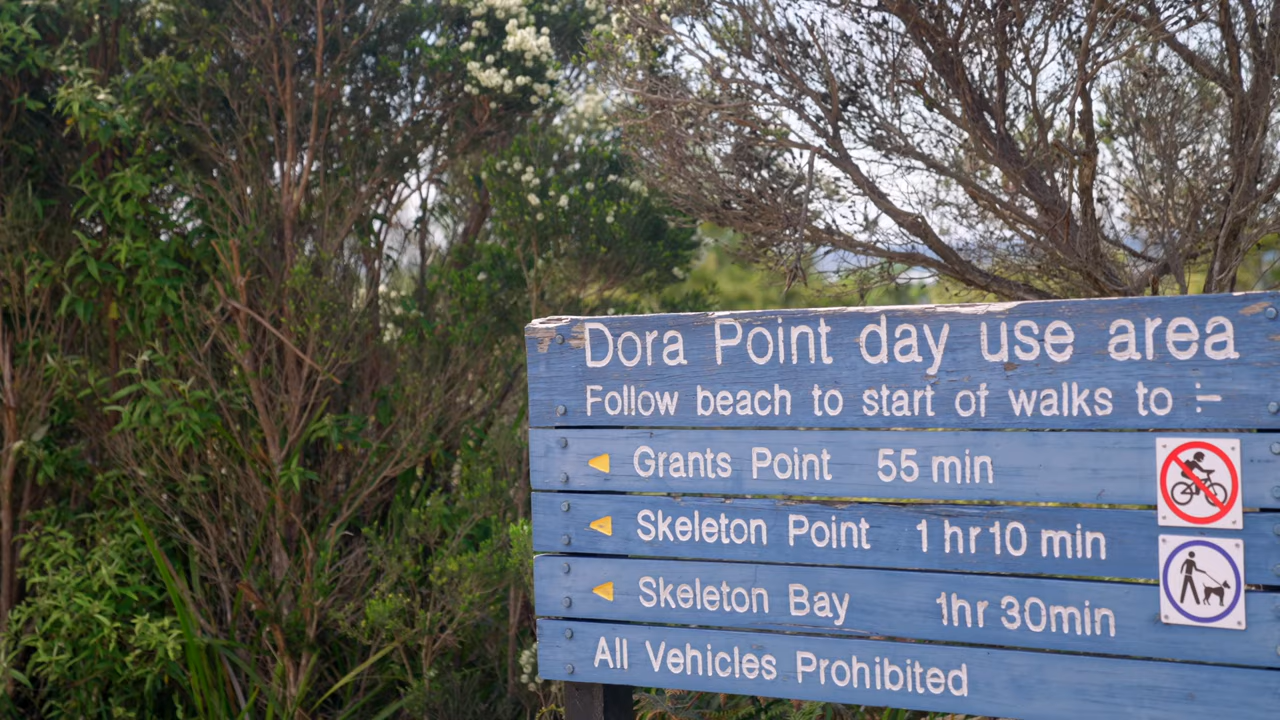 Dora Point day use area
Follow beach to start of walks to :-
Grants Point 55 min
Skeleton Point 1 hr 10 min
Skeleton Bay 1hr 30min
All Vehicles Prohibited